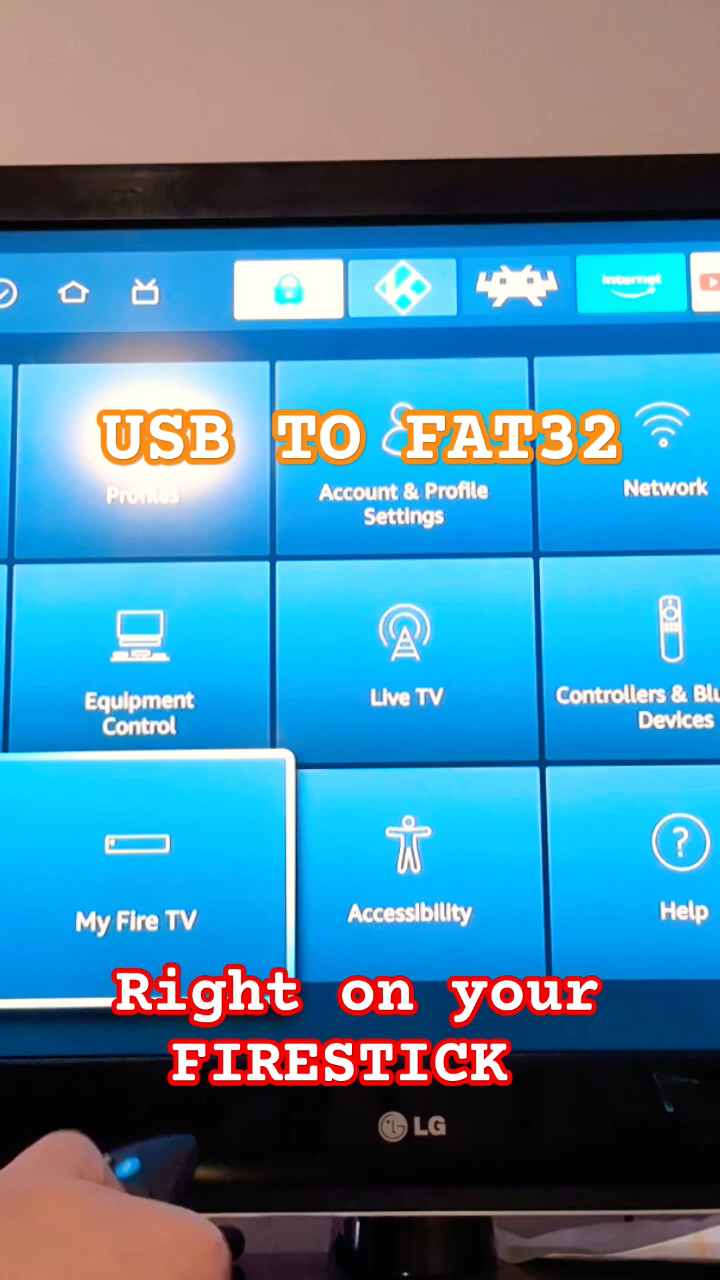 internet
USB TO FAT32
Profiles
Account & Profile
Settings
Network
Equipment
Control
Live TV
Controllers & Blu
Devices
My Fire TV
Accessibility
Help
Right on your
FIRESTICK
LG